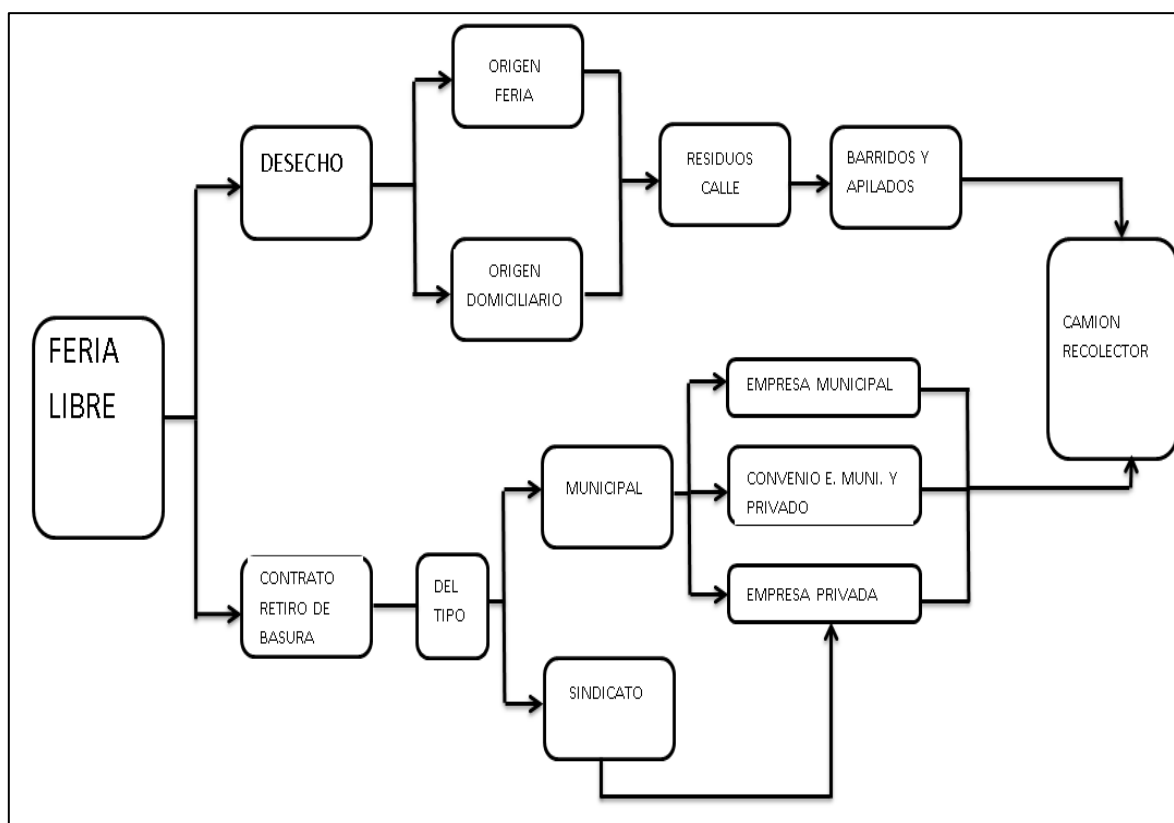 FERIA
LIBRE
DESECHO
ORIGEN
FERIA
ORIGEN
DOMICILIARIO
RESIDUOS
CALLE
BARRIDOS Y
APILADOS
CAMION
RECOLECTOR
CONTRATO
RETIRO DE
BASURA
DEL
TIPO
MUNICIPAL
SINDICATO
EMPRESA MUNICIPAL
CONVENIO E. MUNI. Y
PRIVADO
EMPRESA PRIVADA